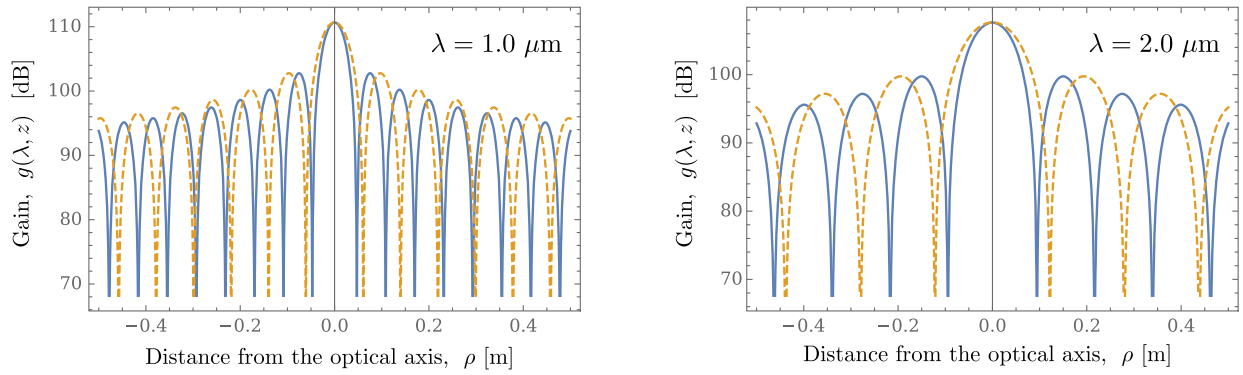 λ = 1.0 μm
Gain, g(λ, z) [dB]
110
100
90
80
70
−0.4 −0.2 0.0 0.2 0.4
Distance from the optical axis, ρ [m]
λ = 2.0 μm
Gain, g(λ, z) [dB]
100
90
80
70
−0.4 −0.2 0.0 0.2 0.4
Distance from the optical axis, ρ [m]